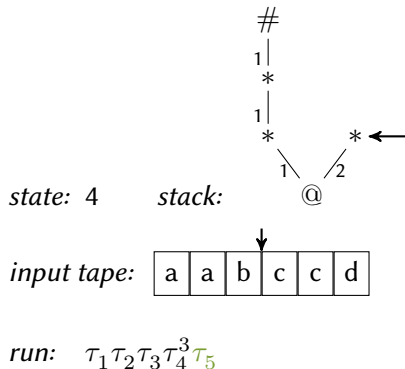 #
1
*
1
* *
1 2
state: 4 stack: @
input tape: a a b c c d
run: τ₁τ₂τ₃τ₄³τ₅